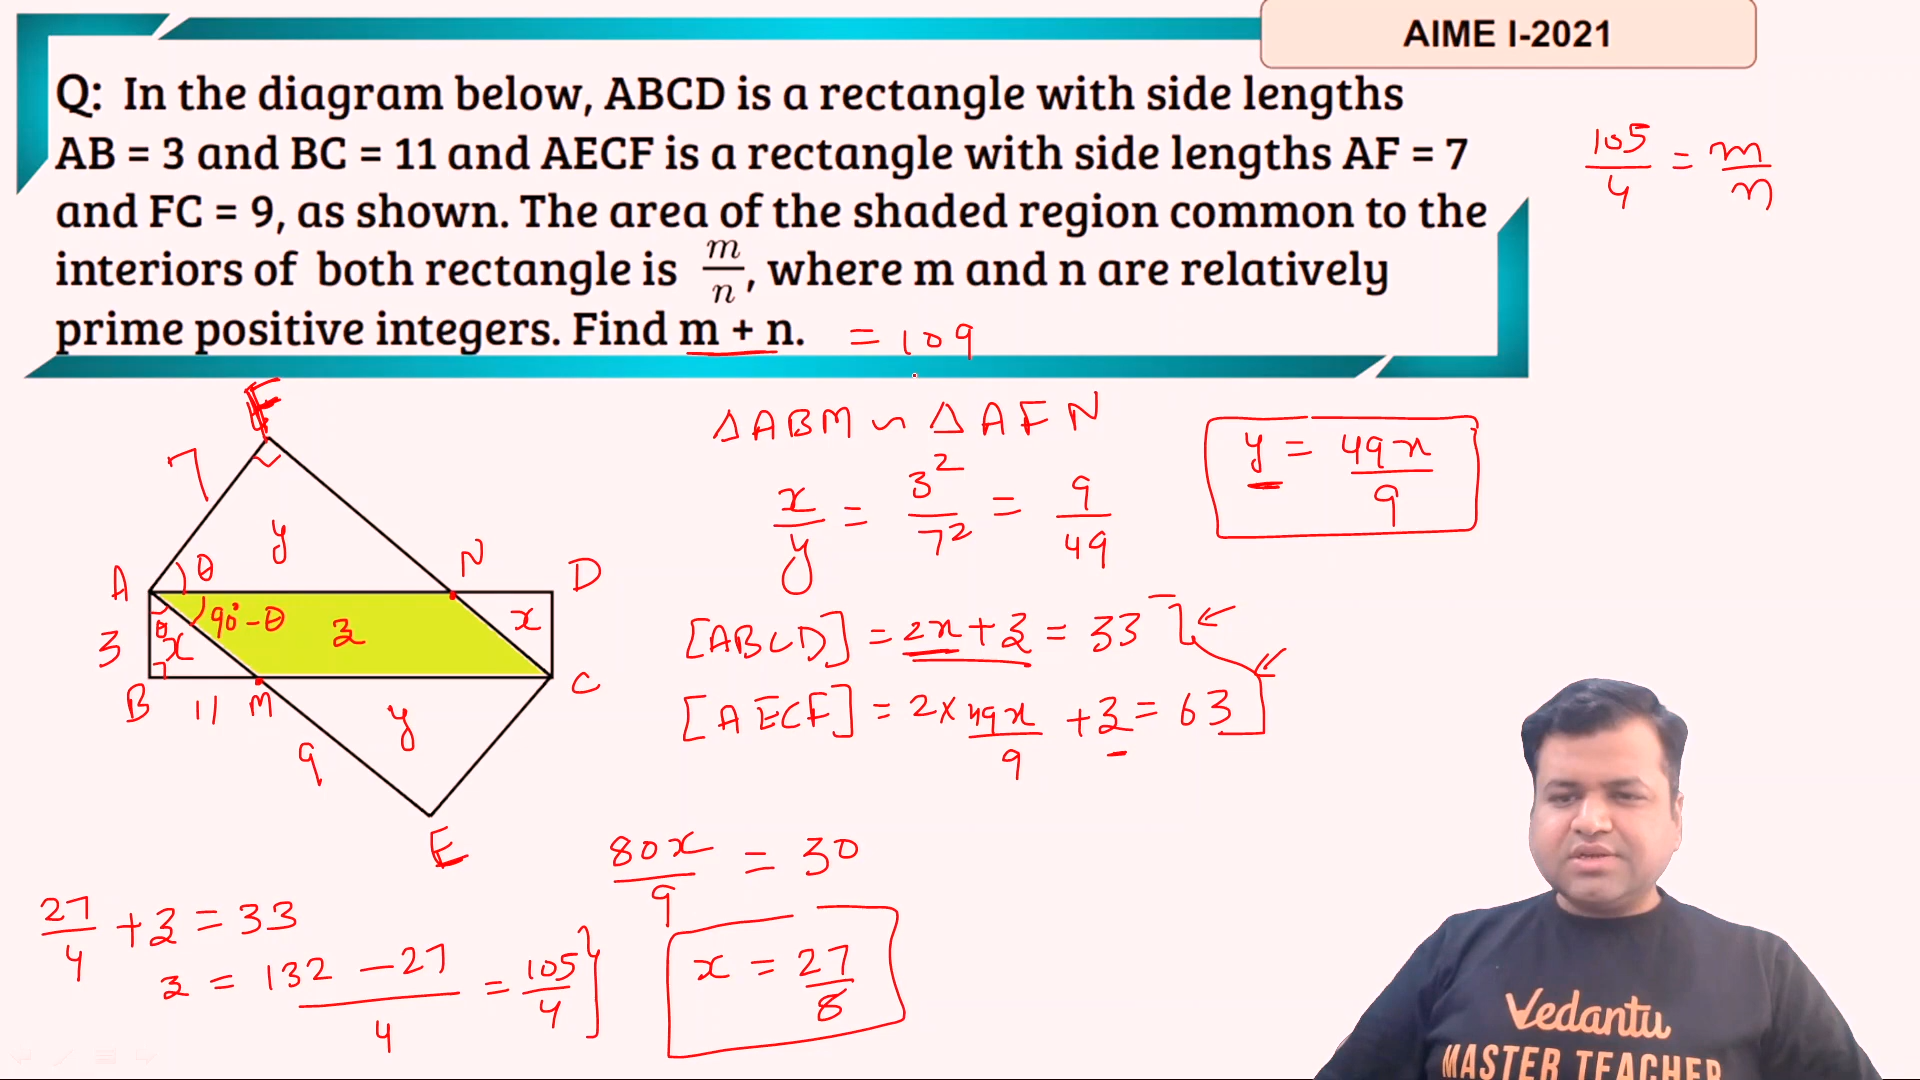 AIME I-2021
Q: In the diagram below, ABCD is a rectangle with side lengths
AB = 3 and BC = 11 and AECF is a rectangle with side lengths AF = 7
and FC = 9, as shown. The area of the shaded region common to the
interiors of both rectangle is m/n, where m and n are relatively
prime positive integers. Find m + n. = 109
105/4 = m/n
F
7
y
A θ N D
3 θ x 90°-θ z x
B 11 M C
9 y
E
ΔABM ~ ΔAFN
x/y = 3²/7² = 9/49
y = 49x/9
[ABCD] = 2x + z = 33
[AECF] = 2 × 49x/9 + z = 63
80x/9 = 30
x = 27/8
27/4 + z = 33
z = 132 - 27/4 = 105/4
Vedantu
MASTER TEACHER